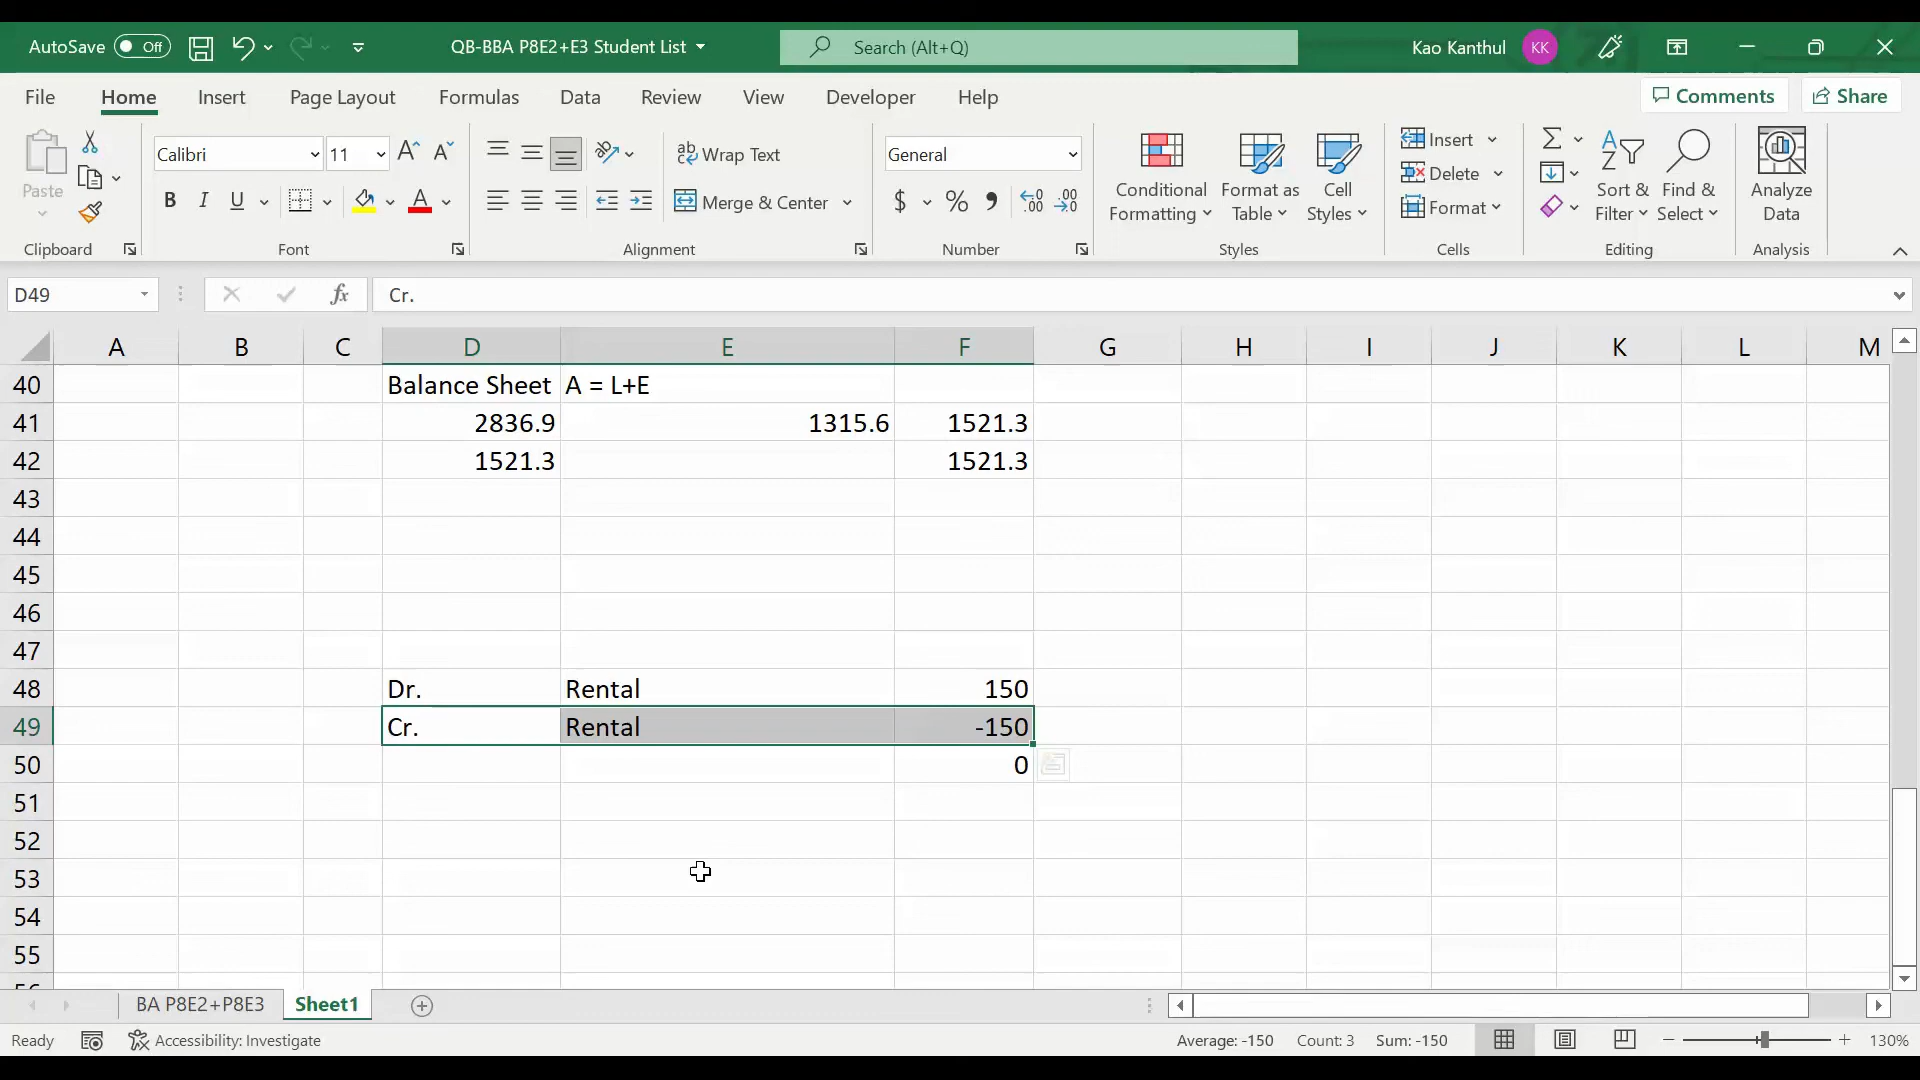 AutoSave Off QB-BBA P8E2+E3 Student List Search (Alt+Q) Kao Kanthul KK
File Home Insert Page Layout Formulas Data Review View Developer Help Comments Share
Paste
Clipboard
Calibri 11
B I U A
Font
Wrap Text
Merge & Center
Alignment
General
$ % ,
Number
Conditional Formatting
Format as Table
Cell Styles
Styles
Insert
Delete
Format
Cells
Sort & Filter
Find & Select
Editing
Analyze Data
Analysis
D49 fx Cr.
A B C D E F G H I J K L M
40 Balance Sheet A = L+E
41 2836.9 1315.6 1521.3
42 1521.3 1521.3
43
44
45
46
47
48 Dr. Rental 150
49 Cr. Rental -150
50 0
51
52
53
54
55
56
BA P8E2+P8E3 Sheet1
Ready Accessibility: Investigate Average: -150 Count: 3 Sum: -150 130%